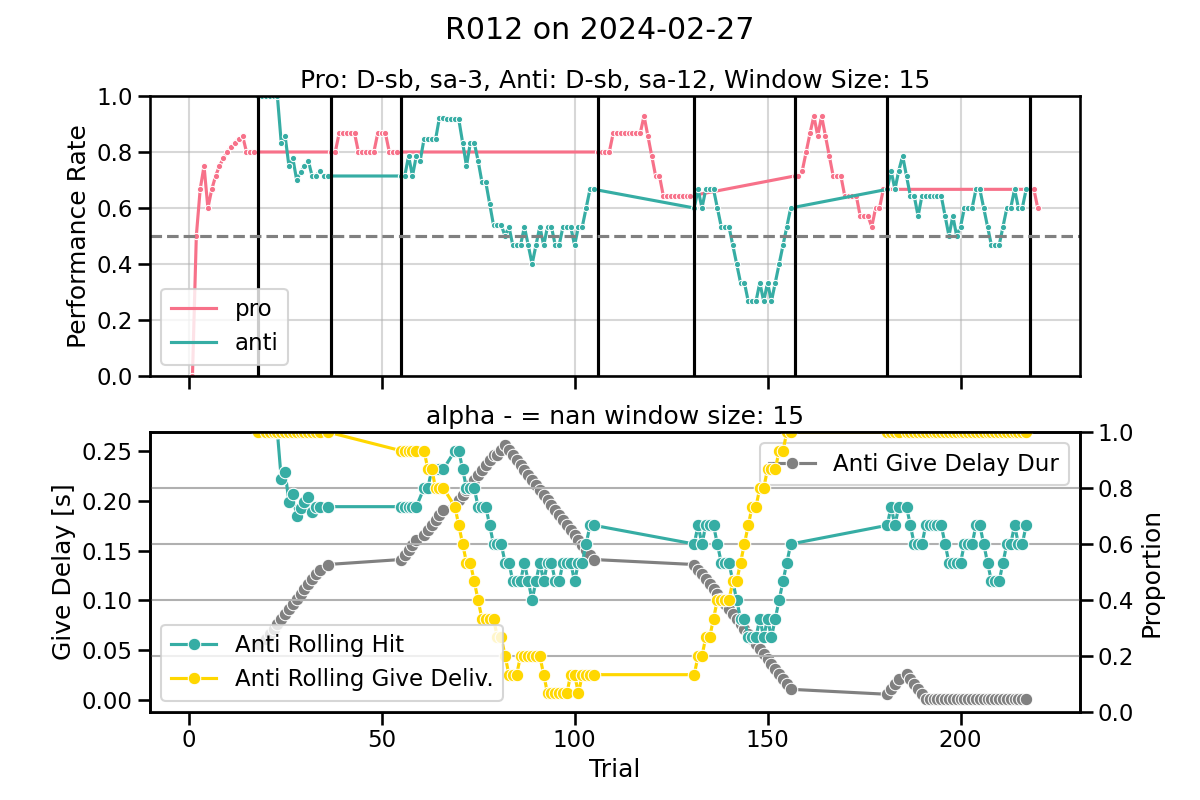 R012 on 2024-02-27
Pro: D-sb, sa-3, Anti: D-sb, sa-12, Window Size: 15
Performance Rate
1.0
0.8
0.6
0.4
0.2
0.0
pro
anti
alpha - = nan window size: 15
Give Delay [s]
0.25
0.20
0.15
0.10
0.05
0.00
Anti Give Delay Dur
Anti Rolling Hit
Anti Rolling Give Deliv.
1.0
0.8
0.6
0.4
0.2
0.0
Proportion
0 50 100 150 200
Trial